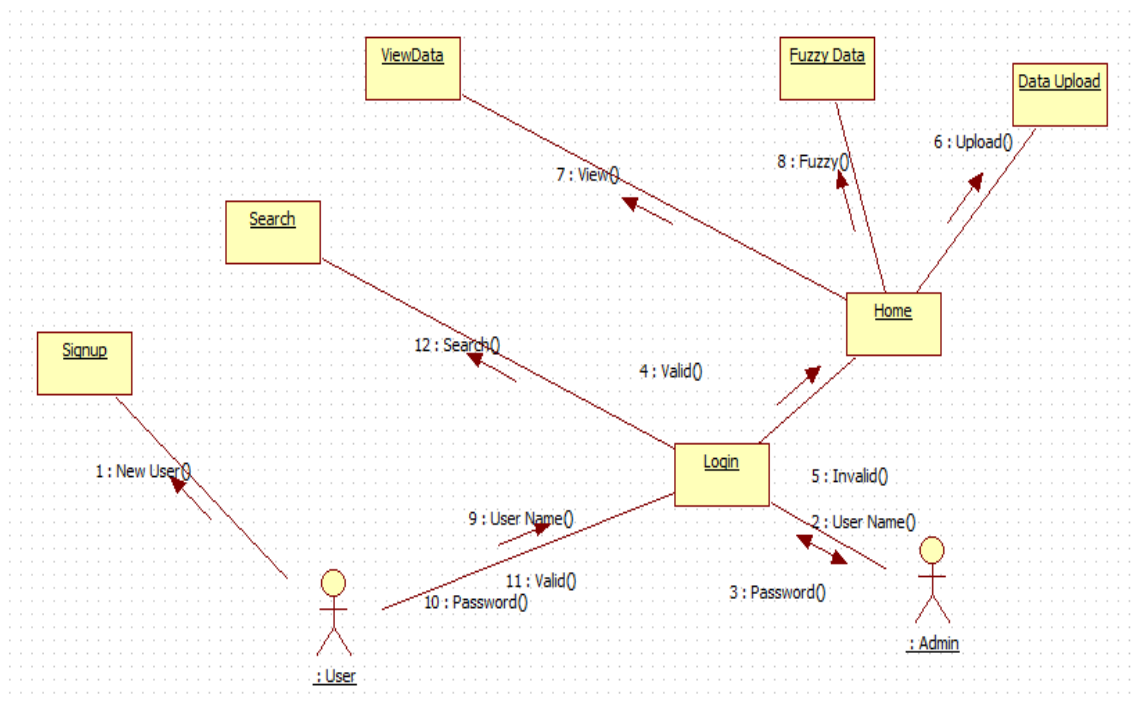 ViewData
Fuzzy Data
Data Upload
6 : Upload()
8 : Fuzzy()
7 : View()
Search
Home
Signup
12 : Search()
4 : Valid()
Login
1 : New User()
5 : Invalid()
9 : User Name()
2 : User Name()
11 : Valid()
10 : Password()
3 : Password()
: Admin
: User